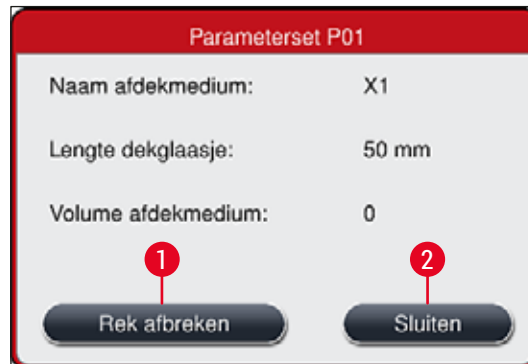 Parameterset P01
Naam afdekmedium: X1
Lengte dekglaasje: 50 mm
Volume afdekmedium: 0
1 2
Rek afbreken Sluiten